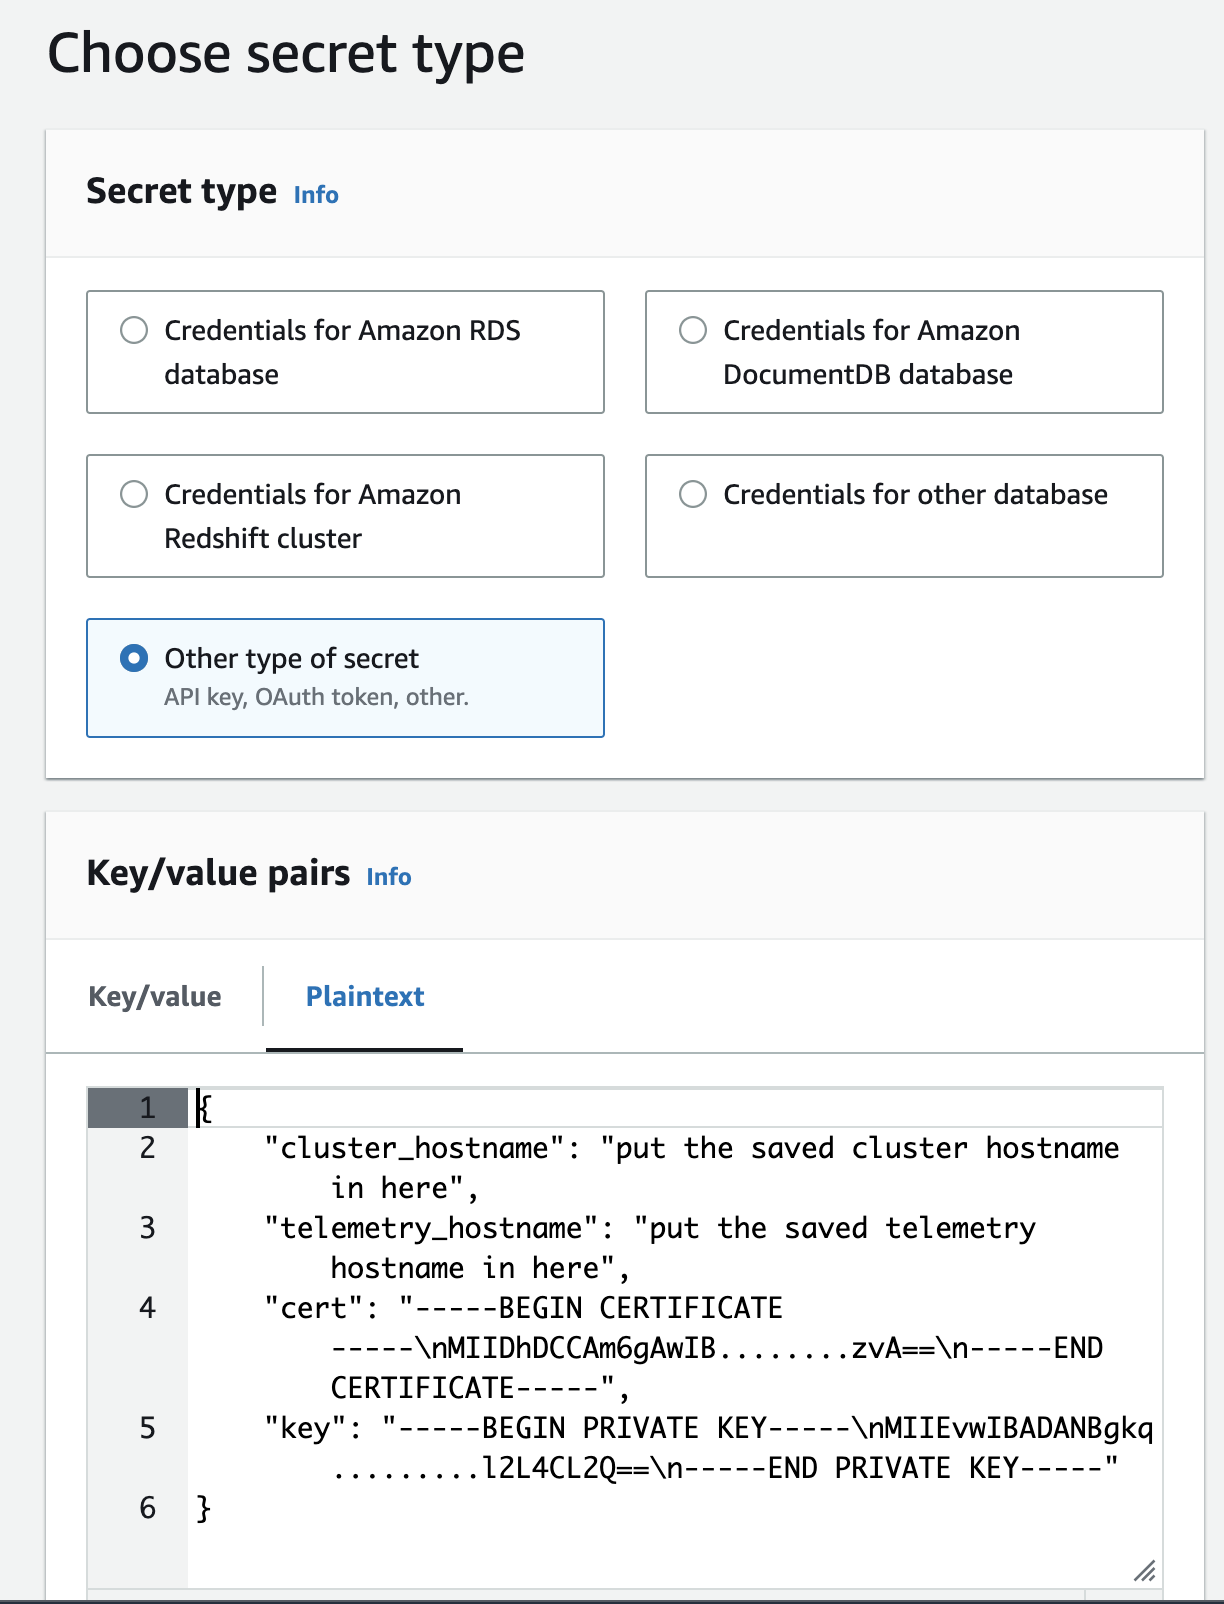 Choose secret type
Secret type Info
Credentials for Amazon RDS
database
Credentials for Amazon
DocumentDB database
Credentials for Amazon
Redshift cluster
Credentials for other database
Other type of secret
API key, OAuth token, other.
Key/value pairs Info
Key/value
Plaintext
1 {
2 "cluster_hostname": "put the saved cluster hostname
in here",
3 "telemetry_hostname": "put the saved telemetry
hostname in here",
4 "cert": "-----BEGIN CERTIFICATE
-----\nMIIDhDCCAm6gAwIB........zvA==\n-----END
CERTIFICATE-----",
5 "key": "-----BEGIN PRIVATE KEY-----\nMIIEvwIBADANBgkq
.........l2L4CL2Q==\n-----END PRIVATE KEY-----"
6 }